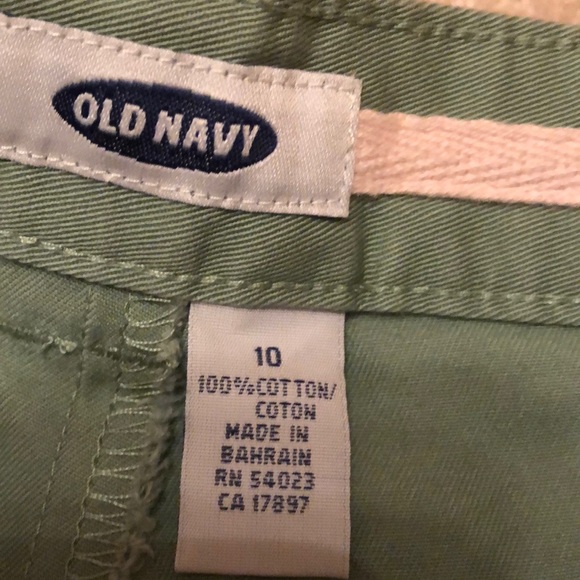 OLD NAVY
10
100%COTTON/
COTON
MADE IN
BAHRAIN
RN 54023
CA 17897